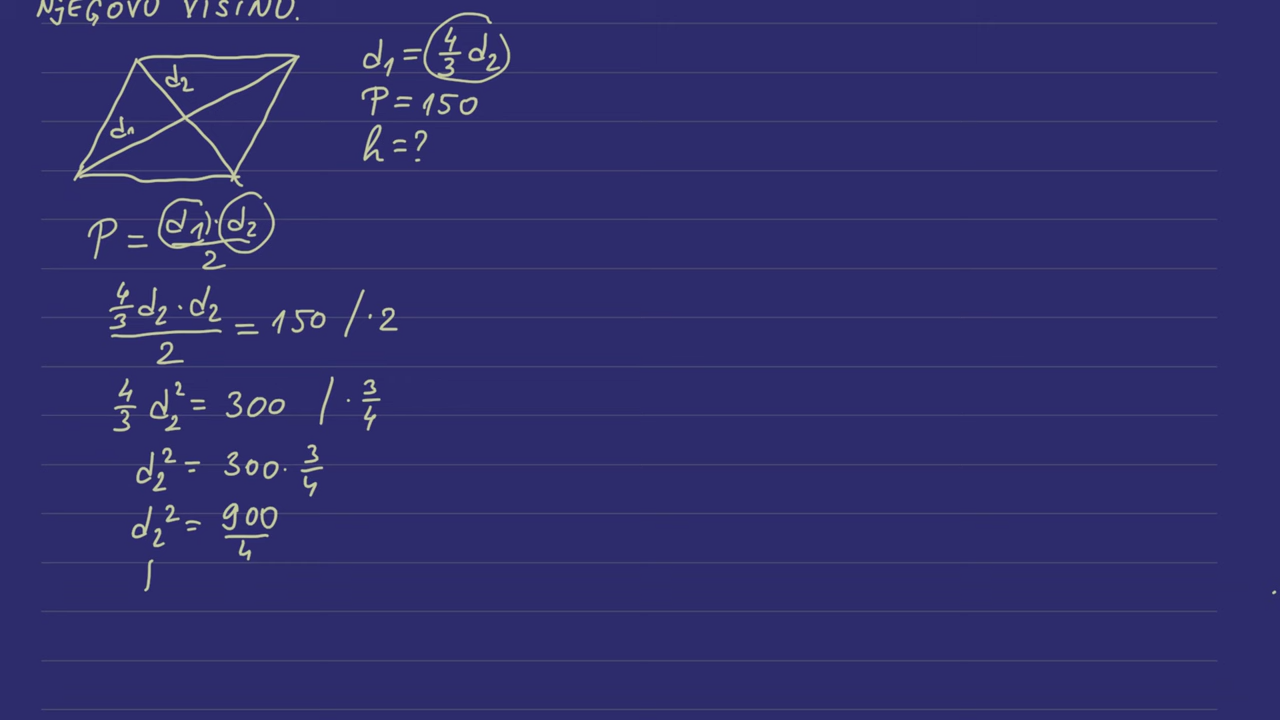 NJEGOVO VISINU.
d₂
d₁
d₁ = 4/3 d₂
P = 150
h = ?
P = d₁ · d₂ / 2
4/3 d₂ · d₂ / 2 = 150 / · 2
4/3 d₂² = 300 / · 3/4
d₂² = 300 · 3/4
d₂² = 900/4